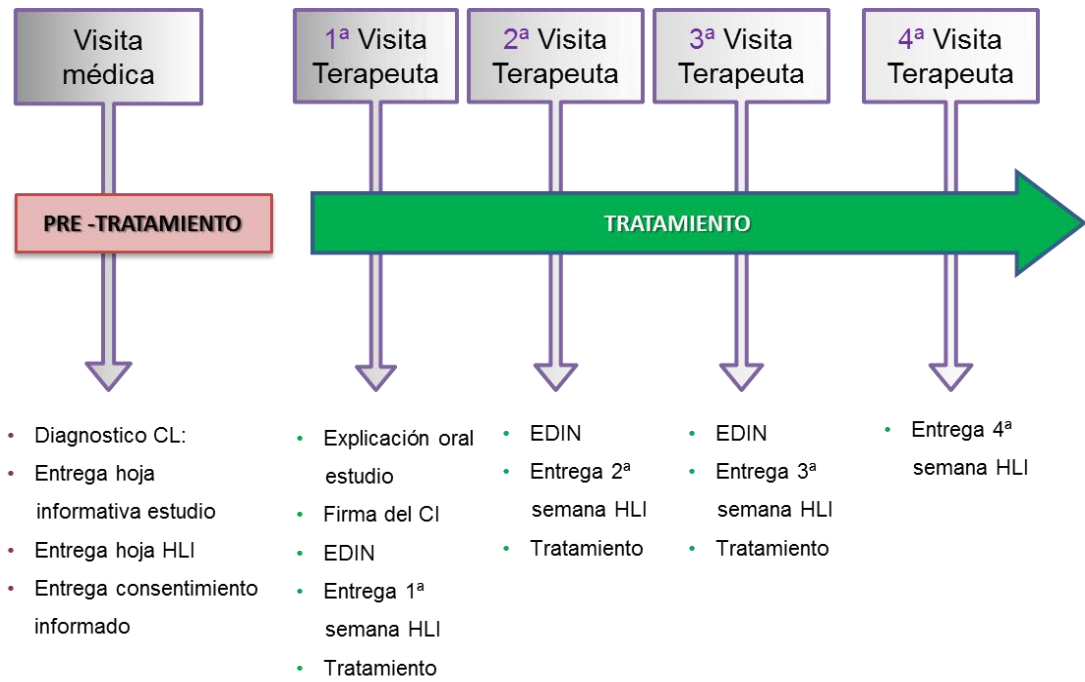 Visita
médica
1ª Visita
Terapeuta
2ª Visita
Terapeuta
3ª Visita
Terapeuta
4ª Visita
Terapeuta
PRE -TRATAMIENTO
TRATAMIENTO
• Diagnostico CL:
• Entrega hoja
informativa estudio
• Entrega hoja HLI
• Entrega consentimiento
informado
• Explicación oral
estudio
• Firma del CI
• EDIN
• Entrega 1ª
semana HLI
• Tratamiento
• EDIN
• Entrega 2ª
semana HLI
• Tratamiento
• EDIN
• Entrega 3ª
semana HLI
• Tratamiento
• Entrega 4ª
semana HLI